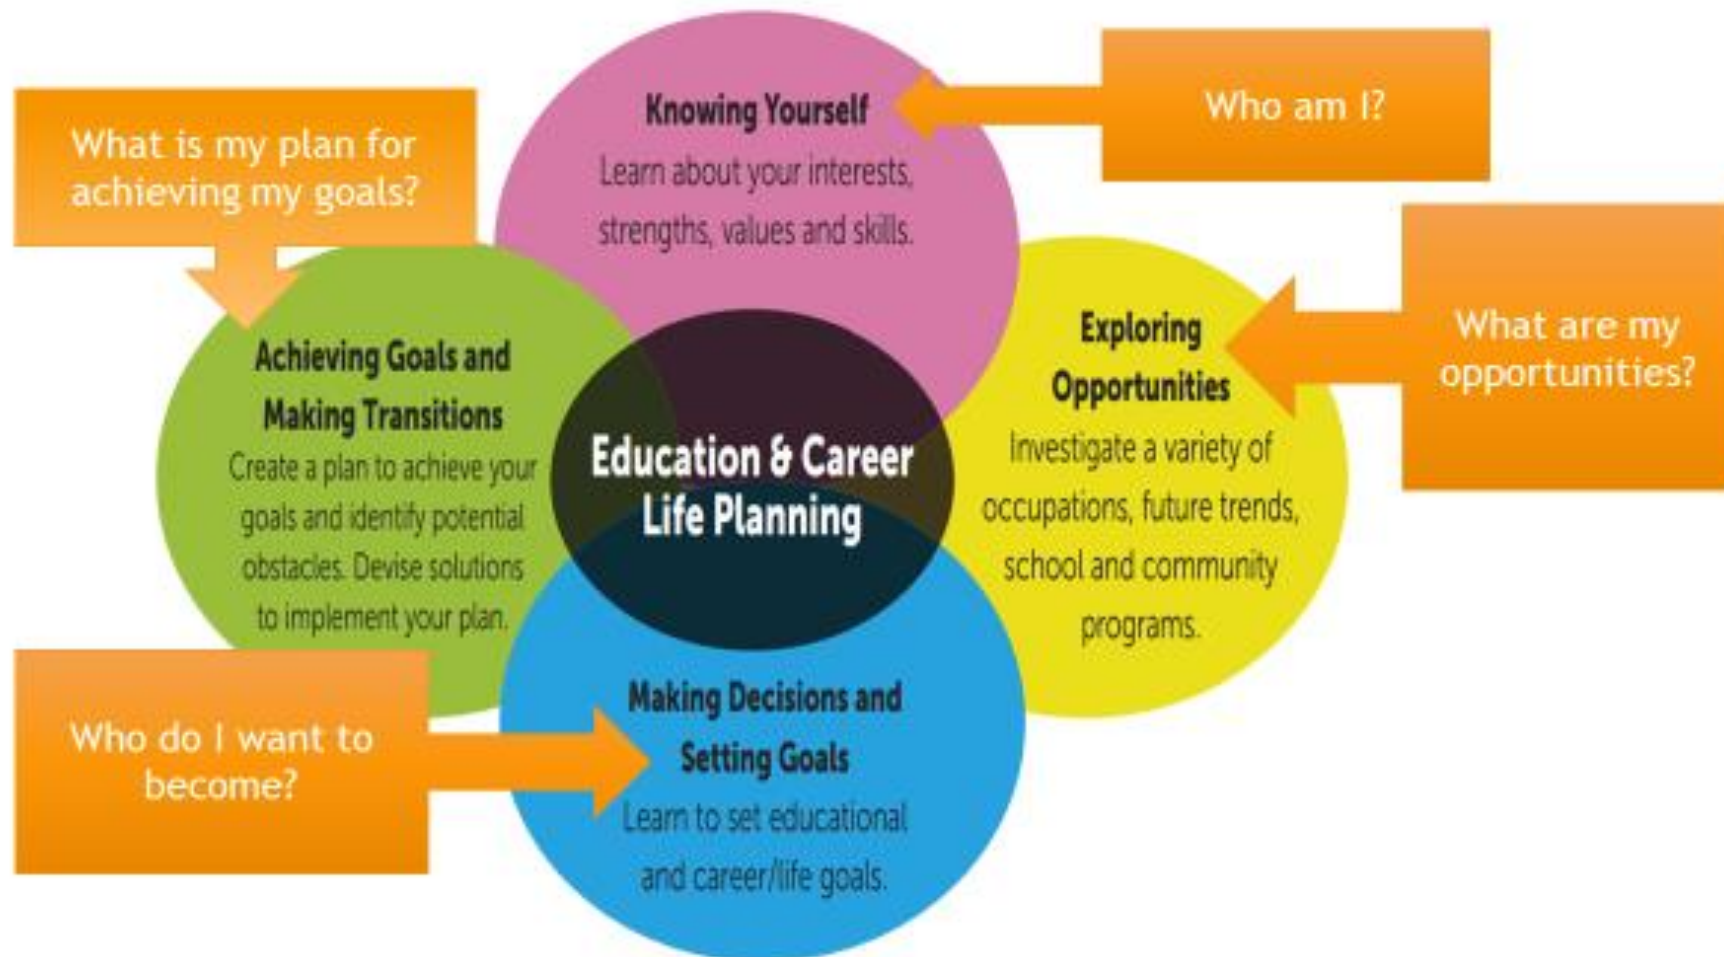 Who am I?
Knowing Yourself
Learn about your interests,
strengths, values and skills.
What are my
opportunities?
Exploring
Opportunities
Investigate a variety of
occupations, future trends,
school and community
programs.
Who do I want to
become?
Making Decisions and
Setting Goals
Learn to set educational
and career/life goals.
What is my plan for
achieving my goals?
Achieving Goals and
Making Transitions
Create a plan to achieve your
goals and identify potential
obstacles. Devise solutions
to implement your plan.
Education & Career
Life Planning